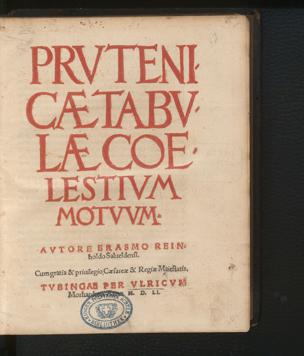 PRVTENI
CÆ TABV·
LÆ COE·
LESTIVM
MOTVVM·
AVTORE ERASMO REIN-
holdo Salueldensi.
Cum gratia & priuilegio Cæsareæ & Regiæ Maiestatis.
TVBINGAE PER VLRICVM
M. D. LI.